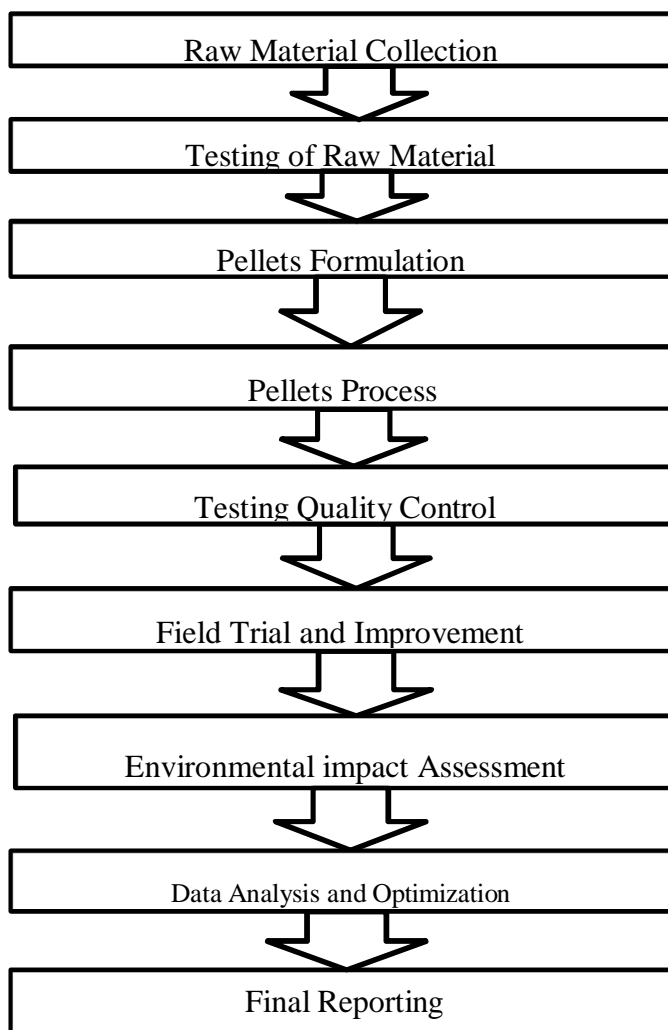 Raw Material Collection
Testing of Raw Material
Pellets Formulation
Pellets Process
Testing Quality Control
Field Trial and Improvement
Environmental impact Assessment
Data Analysis and Optimization
Final Reporting